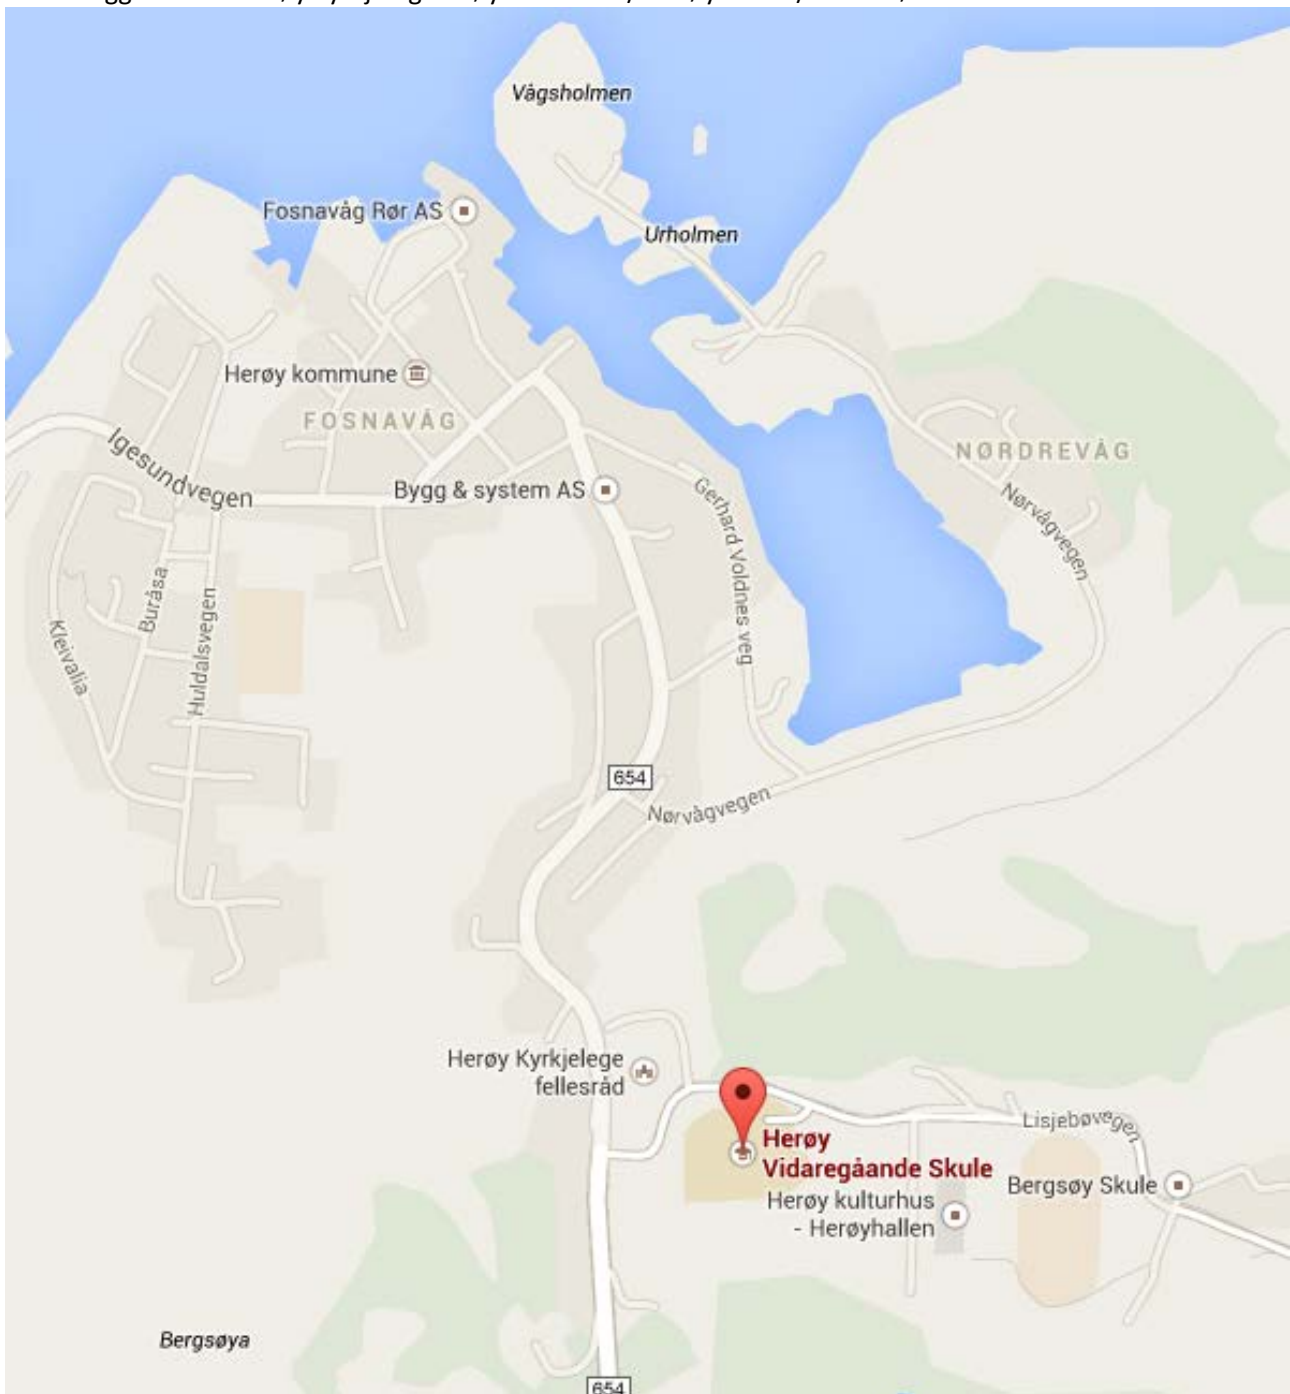 Vågsholmen
Fosnavåg Rør AS
Urholmen
Herøy kommune
FOSNAVÅG
NØRDREVÅG
Igesundvegen
Bygg & system AS
Gerhard Voldnes veg
Nørvågvegen
Buråsa
Kleivalia
Huldalsvegen
654
Nørvågvegen
Herøy Kyrkjelege
fellesråd
Lisjebøvegen
Herøy
Vidaregåande Skule
Bergsøy Skule
Herøy kulturhus
- Herøyhallen
Bergsøya
654